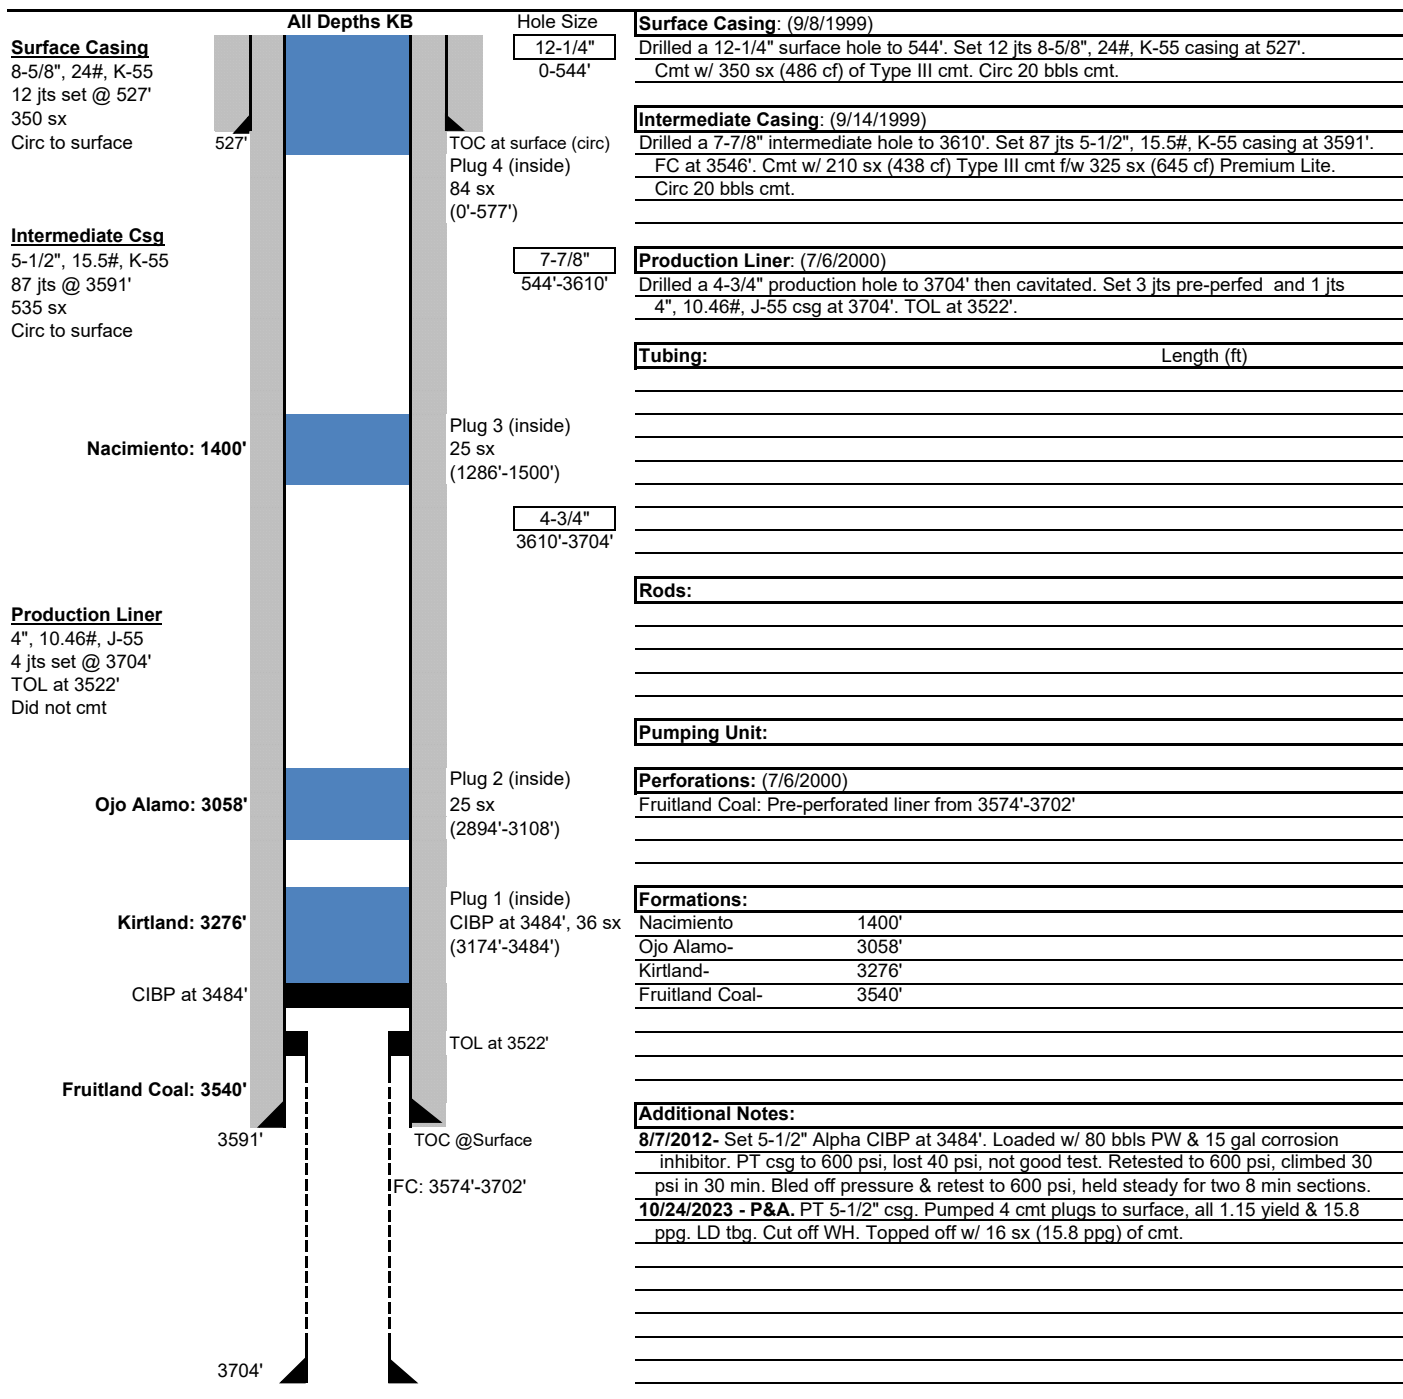 All Depths KB
Hole Size
Surface Casing
8-5/8", 24#, K-55
12 jts set @ 527'
350 sx
Circ to surface
527'
12-1/4"
0-544'
TOC at surface (circ)
Plug 4 (inside)
84 sx
(0'-577')
Intermediate Csg
5-1/2", 15.5#, K-55
87 jts @ 3591'
535 sx
Circ to surface
7-7/8"
544'-3610'
Nacimiento: 1400'
Plug 3 (inside)
25 sx
(1286'-1500')
4-3/4"
3610'-3704'
Production Liner
4", 10.46#, J-55
4 jts set @ 3704'
TOL at 3522'
Did not cmt
Ojo Alamo: 3058'
Plug 2 (inside)
25 sx
(2894'-3108')
Kirtland: 3276'
Plug 1 (inside)
CIBP at 3484', 36 sx
(3174'-3484')
CIBP at 3484'
TOL at 3522'
Fruitland Coal: 3540'
3591'
TOC @Surface
FC: 3574'-3702'
3704'
Surface Casing: (9/8/1999)
Drilled a 12-1/4" surface hole to 544'. Set 12 jts 8-5/8", 24#, K-55 casing at 527'.
Cmt w/ 350 sx (486 cf) of Type III cmt. Circ 20 bbls cmt.
Intermediate Casing: (9/14/1999)
Drilled a 7-7/8" intermediate hole to 3610'. Set 87 jts 5-1/2", 15.5#, K-55 casing at 3591'.
FC at 3546'. Cmt w/ 210 sx (438 cf) Type III cmt f/w 325 sx (645 cf) Premium Lite.
Circ 20 bbls cmt.
Production Liner: (7/6/2000)
Drilled a 4-3/4" production hole to 3704' then cavitated. Set 3 jts pre-perfed and 1 jts
4", 10.46#, J-55 csg at 3704'. TOL at 3522'.
Tubing: Length (ft)
Rods:
Pumping Unit:
Perforations: (7/6/2000)
Fruitland Coal: Pre-perforated liner from 3574'-3702'
Formations:
Nacimiento 1400'
Ojo Alamo- 3058'
Kirtland- 3276'
Fruitland Coal- 3540'
Additional Notes:
8/7/2012- Set 5-1/2" Alpha CIBP at 3484'. Loaded w/ 80 bbls PW & 15 gal corrosion
inhibitor. PT csg to 600 psi, lost 40 psi, not good test. Retested to 600 psi, climbed 30
psi in 30 min. Bled off pressure & retest to 600 psi, held steady for two 8 min sections.
10/24/2023 - P&A. PT 5-1/2" csg. Pumped 4 cmt plugs to surface, all 1.15 yield & 15.8
ppg. LD tbg. Cut off WH. Topped off w/ 16 sx (15.8 ppg) of cmt.